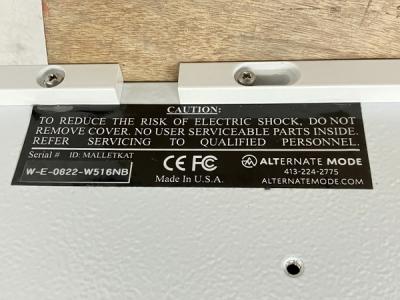 CAUTION:
TO REDUCE THE RISK OF ELECTRIC SHOCK, DO NOT
REMOVE COVER. NO USER SERVICEABLE PARTS INSIDE.
REFER SERVICING TO QUALIFIED PERSONNEL.
Serial # ID: MALLETKAT
W-E-0822-W516NB
CE FC
Made In U.S.A.
ALTERNATE MODE
413-224-2775
ALTERNATEMODE.COM